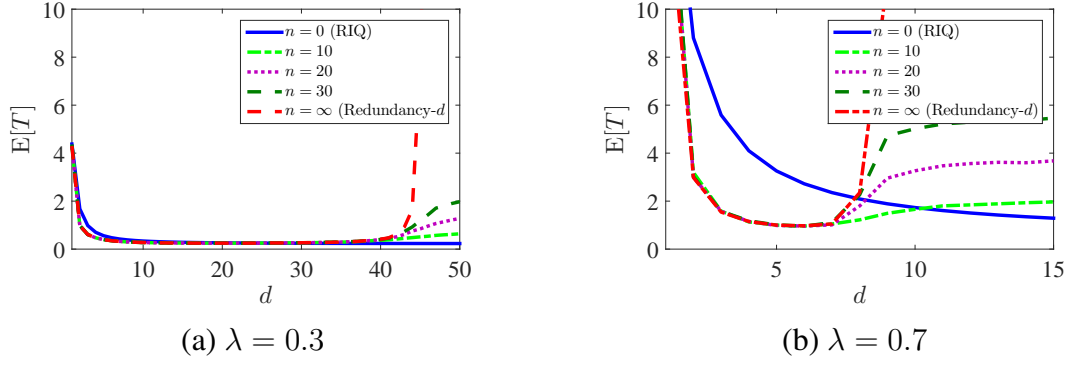 10
8
6
4
2
0
E[T]
10
20
30
40
50
d
n = 0 (RIQ)
n = 10
n = 20
n = 30
n = ∞ (Redundancy-d
(a) λ = 0.3
10
8
6
4
2
0
E[T]
5
10
15
d
n = 0 (RIQ)
n = 10
n = 20
n = 30
n = ∞ (Redundancy-d)
(b) λ = 0.7